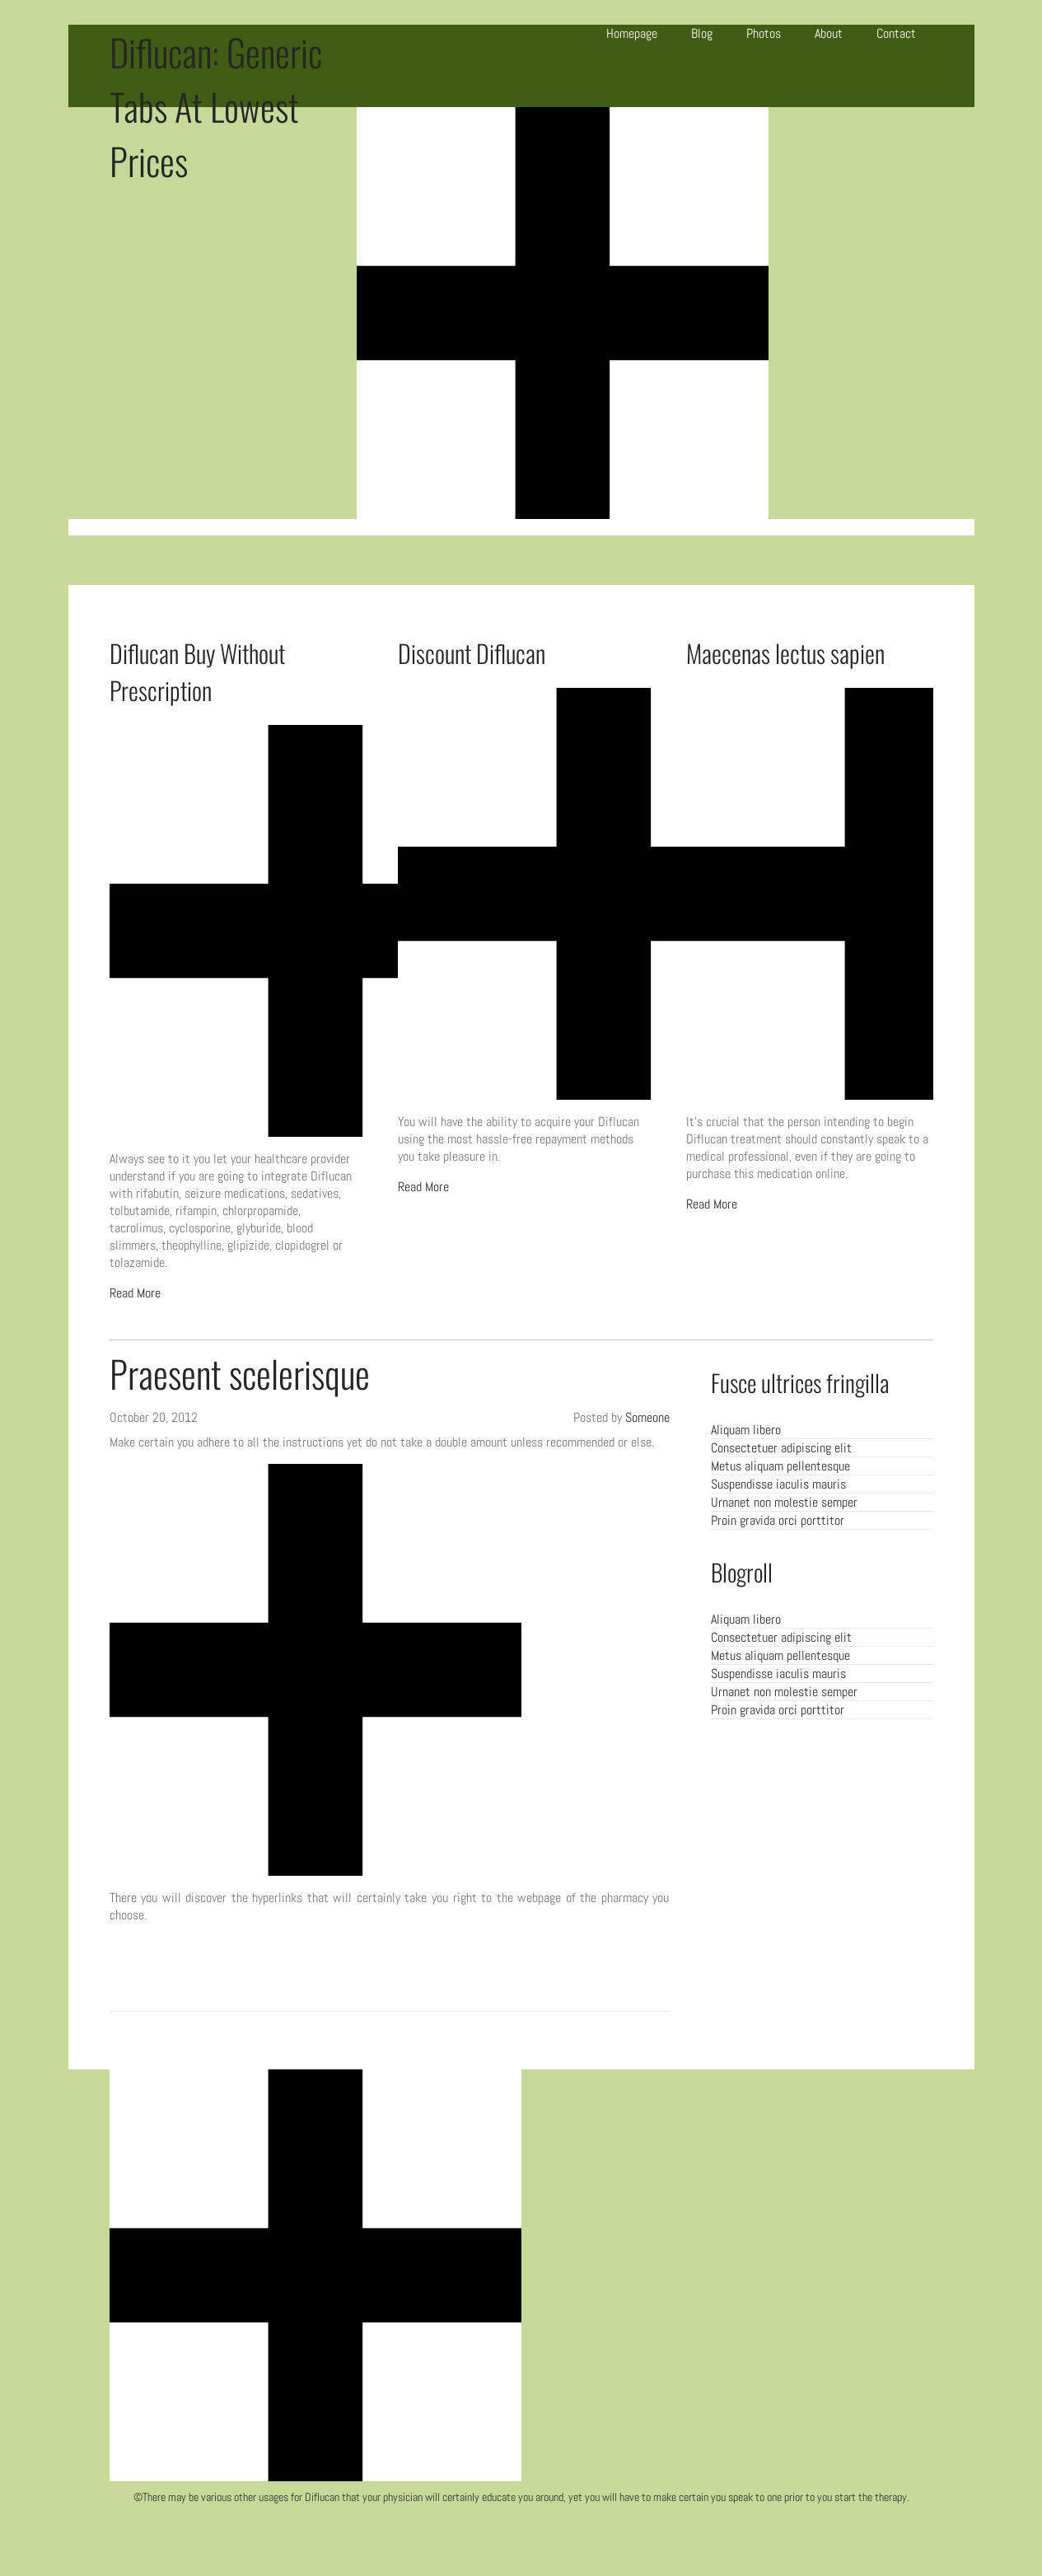 Diflucan: Generic
Tabs At Lowest
Prices
Homepage Blog Photos About Contact
Diflucan Buy Without
Prescription
Always see to it you let your healthcare provider
understand if you are going to integrate Diflucan
with rifabutin, seizure medications, sedatives,
tolbutamide, rifampin, chlorpropamide,
tacrolimus, cyclosporine, glyburide, blood
slimmers, theophylline, glipizide, clopidogrel or
tolazamide.
Read More
Discount Diflucan
You will have the ability to acquire your Diflucan
using the most hassle-free repayment methods
you take pleasure in.
Read More
Maecenas lectus sapien
It's crucial that the person intending to begin
Diflucan treatment should constantly speak to a
medical professional, even if they are going to
purchase this medication online.
Read More
Praesent scelerisque
October 20, 2012 Posted by Someone
Make certain you adhere to all the instructions yet do not take a double amount unless recommended or else.
There you will discover the hyperlinks that will certainly take you right to the webpage of the pharmacy you
choose.
Fusce ultrices fringilla
Aliquam libero
Consectetuer adipiscing elit
Metus aliquam pellentesque
Suspendisse iaculis mauris
Urnanet non molestie semper
Proin gravida orci porttitor
Blogroll
Aliquam libero
Consectetuer adipiscing elit
Metus aliquam pellentesque
Suspendisse iaculis mauris
Urnanet non molestie semper
Proin gravida orci porttitor
©There may be various other usages for Diflucan that your physician will certainly educate you around, yet you will have to make certain you speak to one prior to you start the therapy.